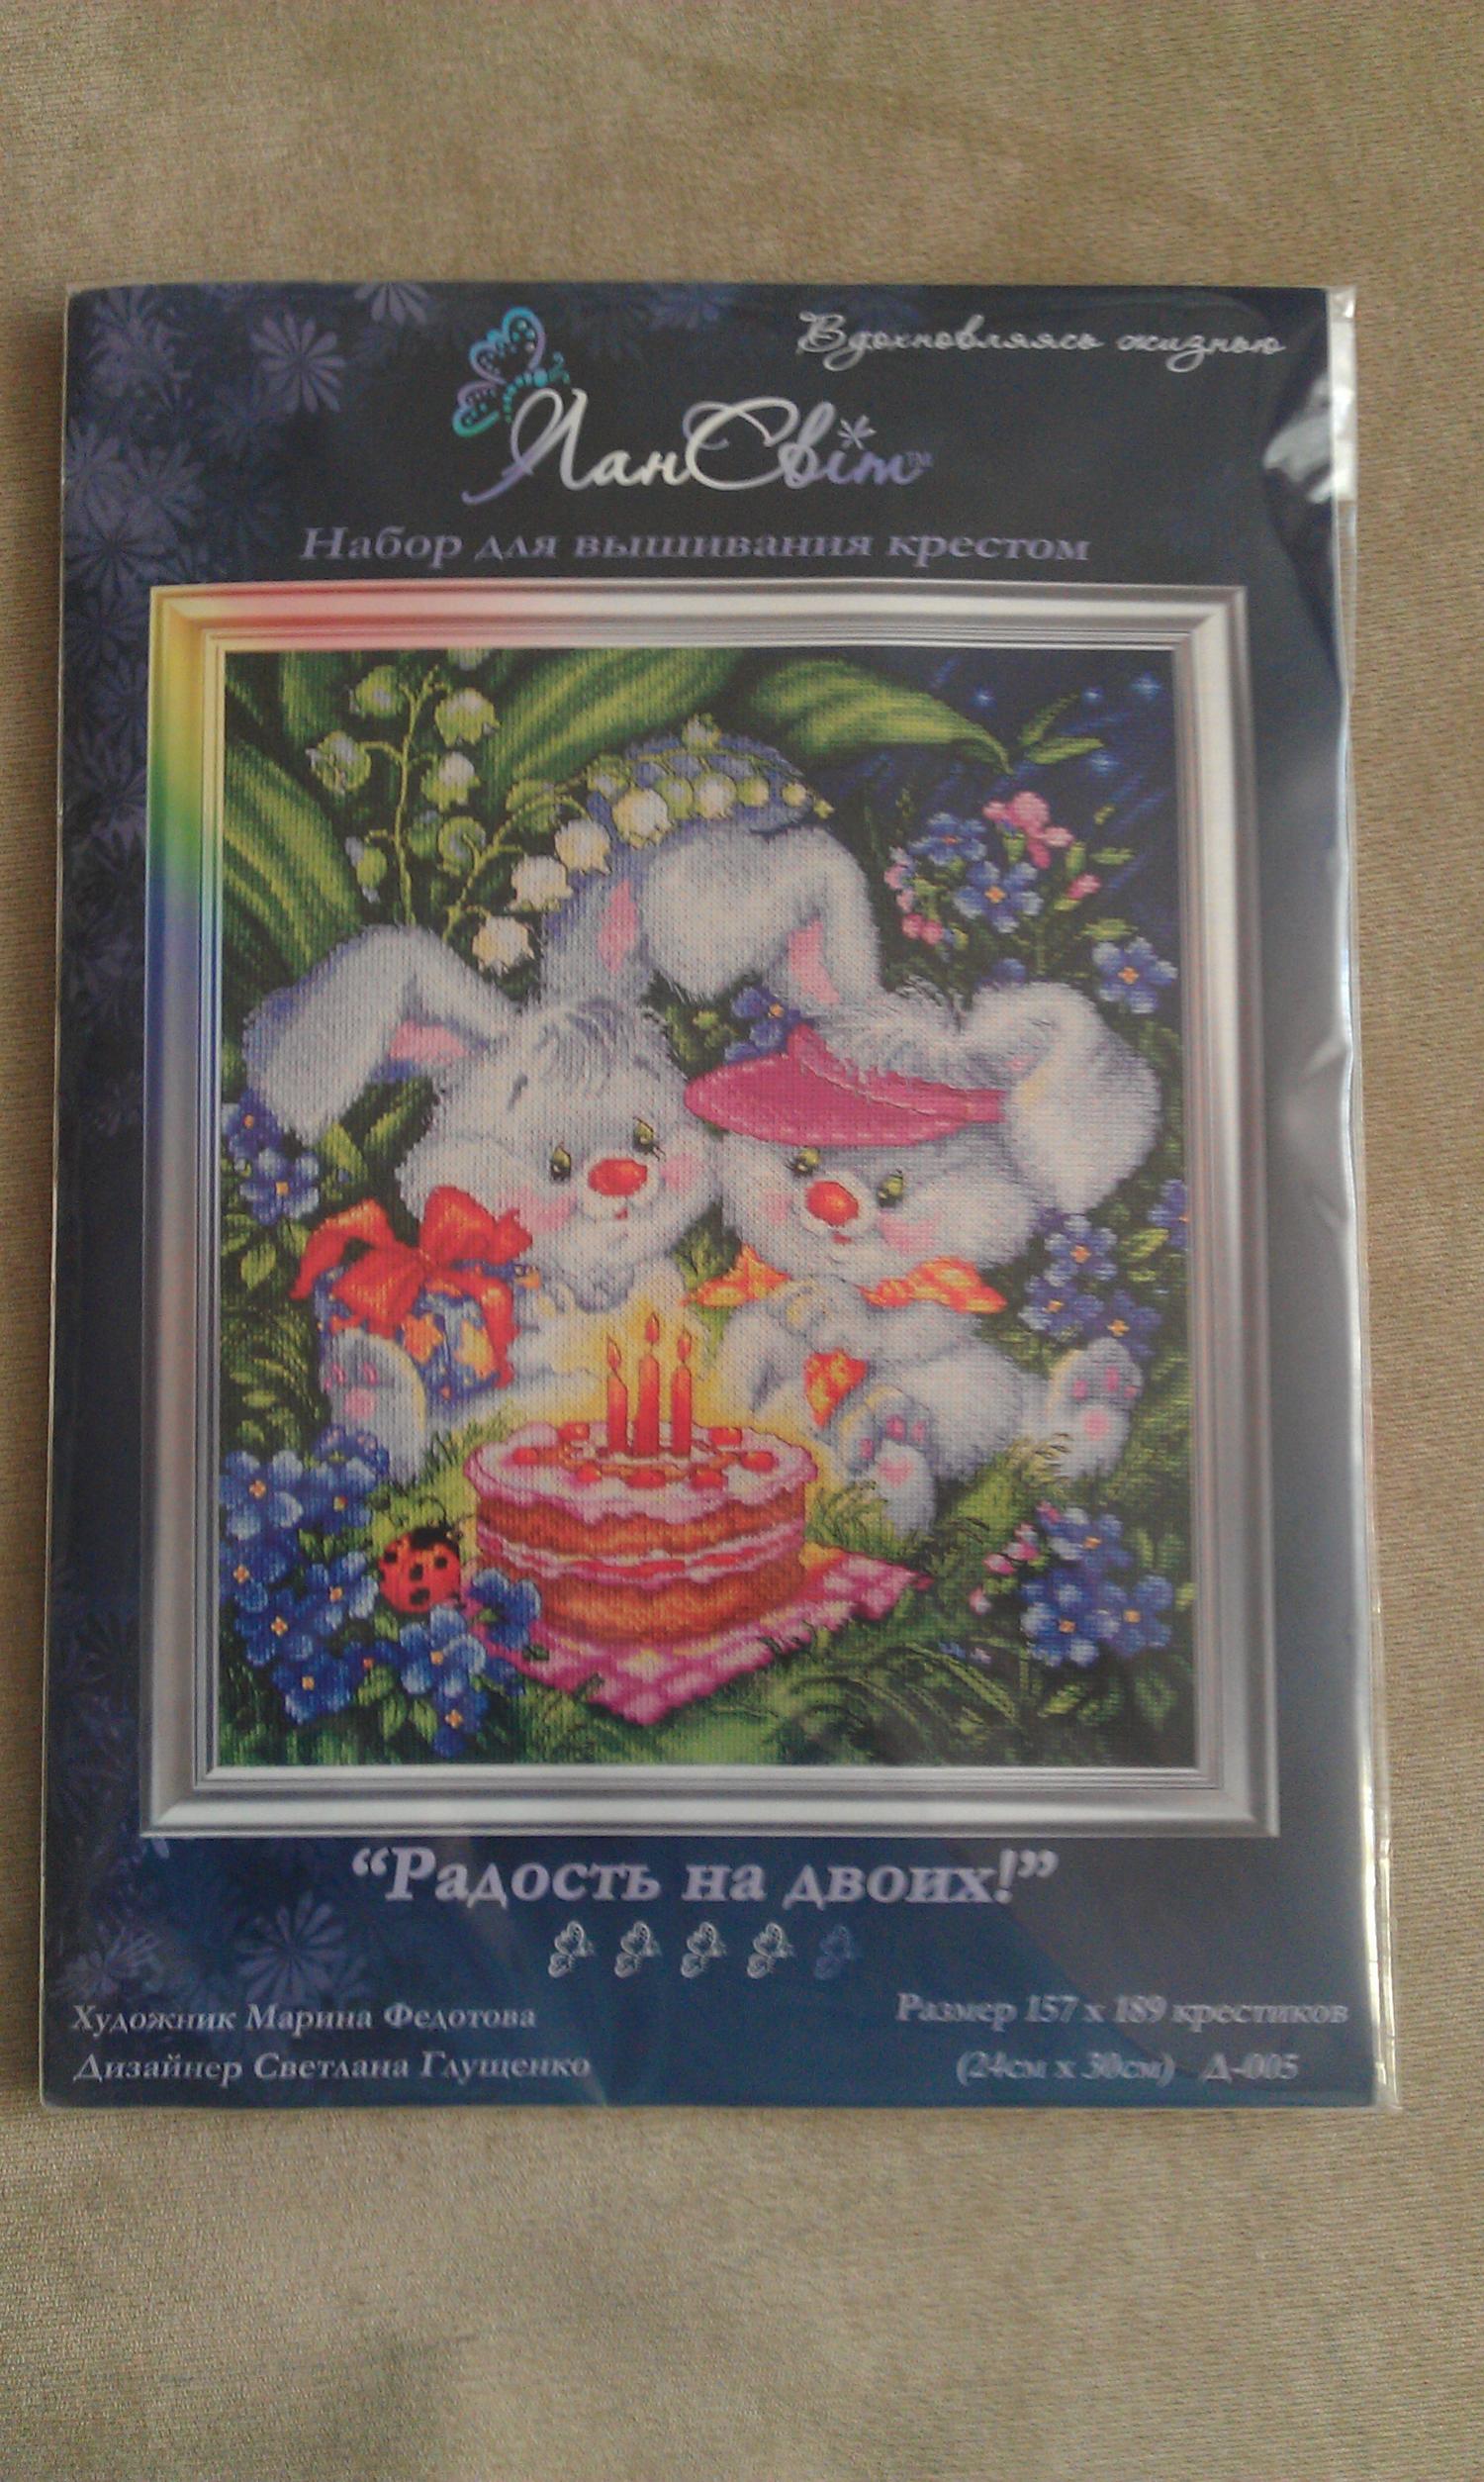 Вдохновляясь жизнью
ЛанСвіт™
Набор для вышивания крестом
“Радость на двоих!”
Художник Марина Федотова
Размер 157 х 189 крестиков
Дизайнер Светлана Глущенко
(24см х 30см) Д-005